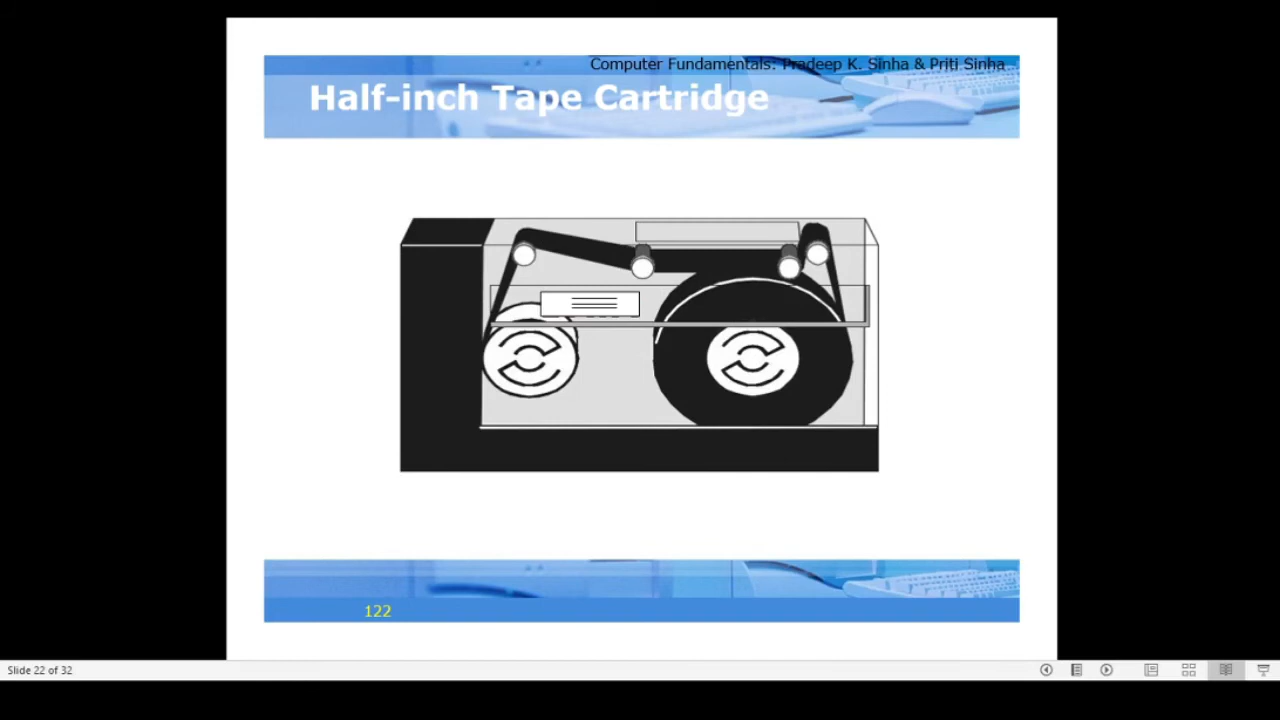 Computer Fundamentals: Pradeep K. Sinha & Priti Sinha
Half-inch Tape Cartridge
122
Slide 22 of 32